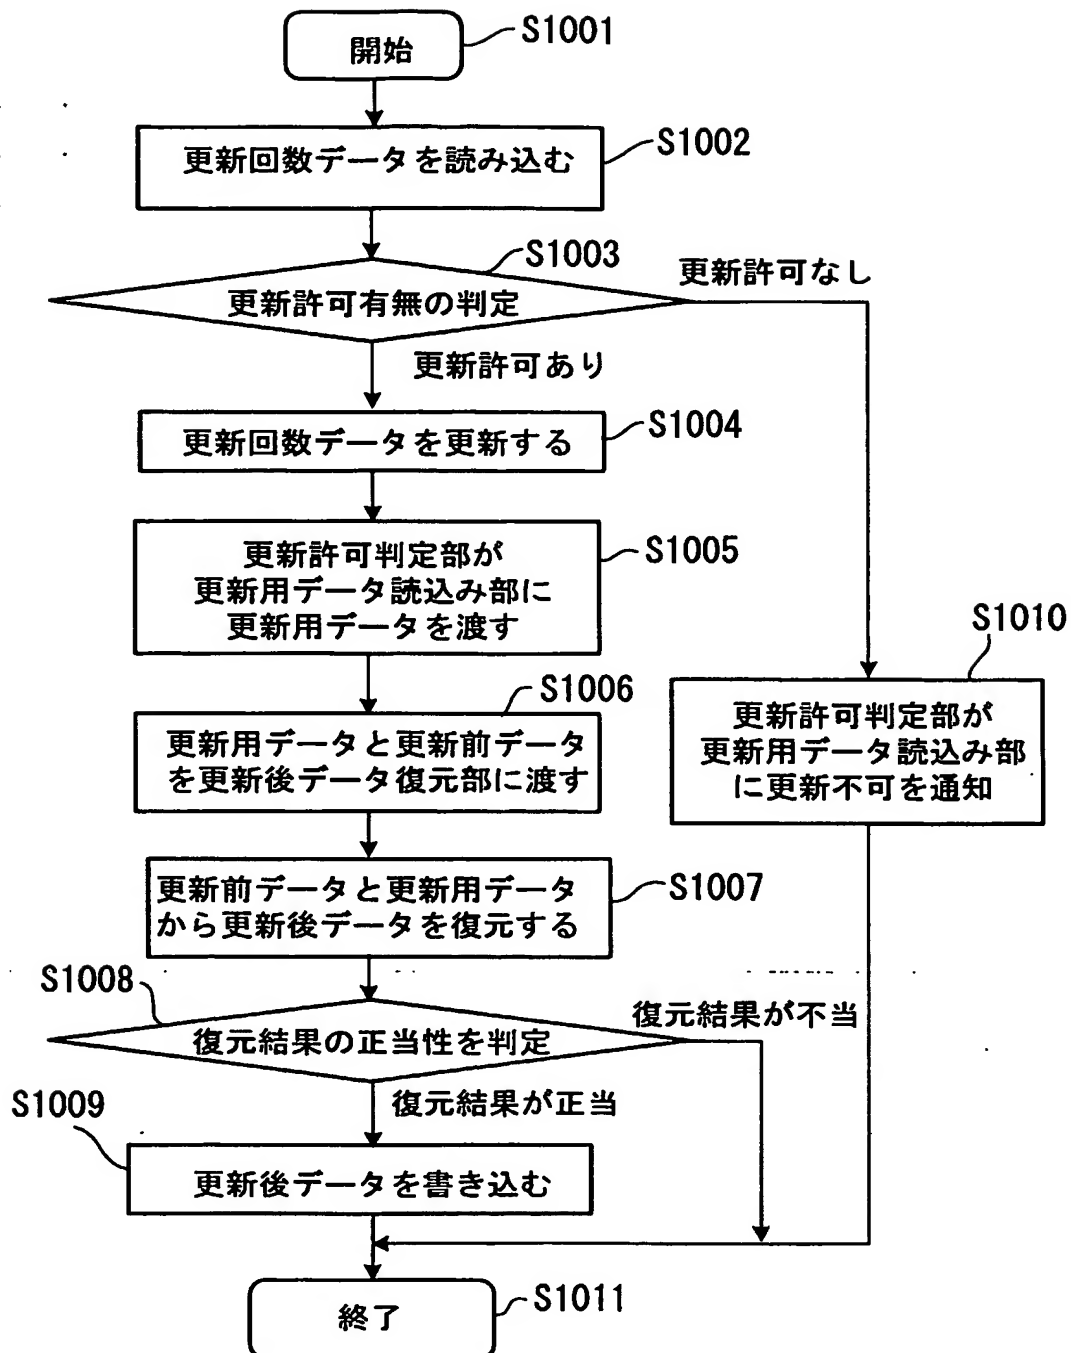 開始
S1001
更新回数データを読み込む
S1002
更新許可有無の判定
S1003
更新許可なし
更新許可あり
更新回数データを更新する
S1004
更新許可判定部が
更新用データ読込み部に
更新用データを渡す
S1005
更新用データと更新前データ
を更新後データ復元部に渡す
S1006
更新許可判定部が
更新用データ読込み部
に更新不可を通知
S1010
更新前データと更新用データ
から更新後データを復元する
S1007
復元結果の正当性を判定
S1008
復元結果が不当
復元結果が正当
更新後データを書き込む
S1009
終了
S1011